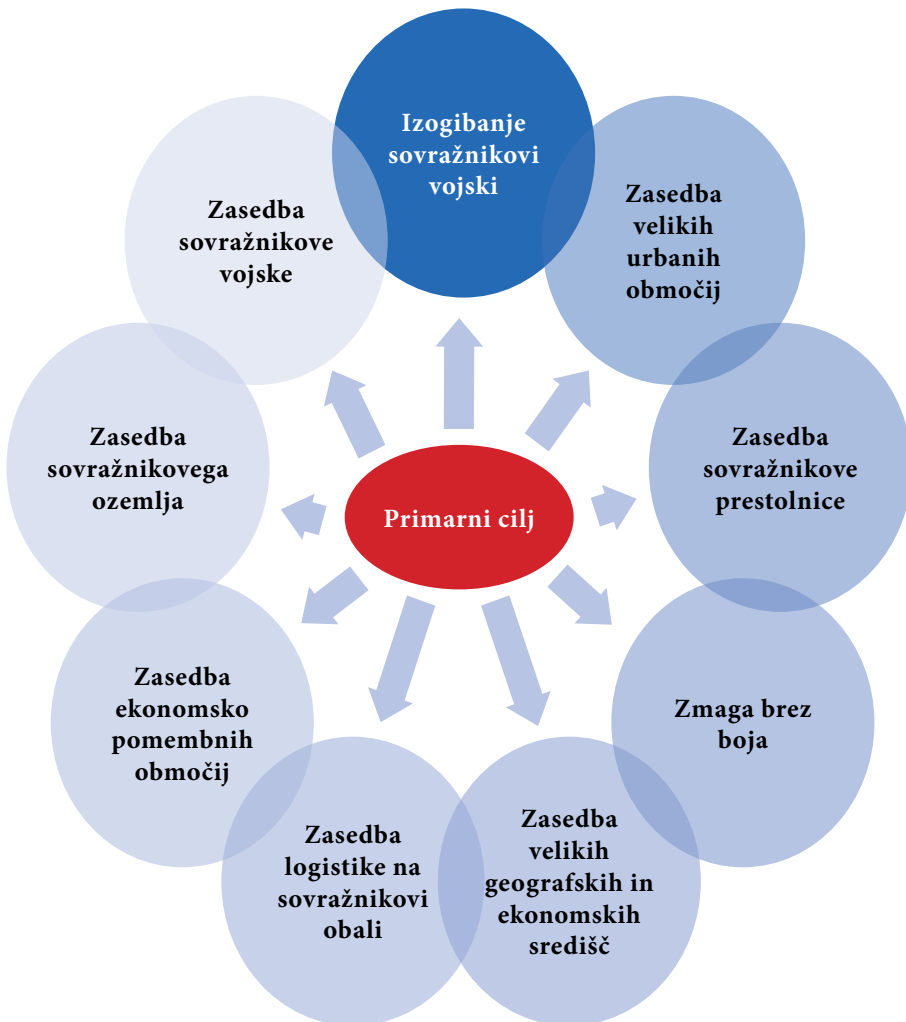 Izogibanje
sovražnikovi
vojski
Zasedba
velikih
urbanih
območij
Zasedba
sovražnikove
prestolnice
Zmaga brez
boja
Zasedba
velikih
geografskih in
ekonomskih
središč
Zasedba
logistike na
sovražnikovi
obali
Zasedba
ekonomsko
pomembnih
območij
Zasedba
sovražnikovega
ozemlja
Zasedba
sovražnikove
vojske
Primarni cilj